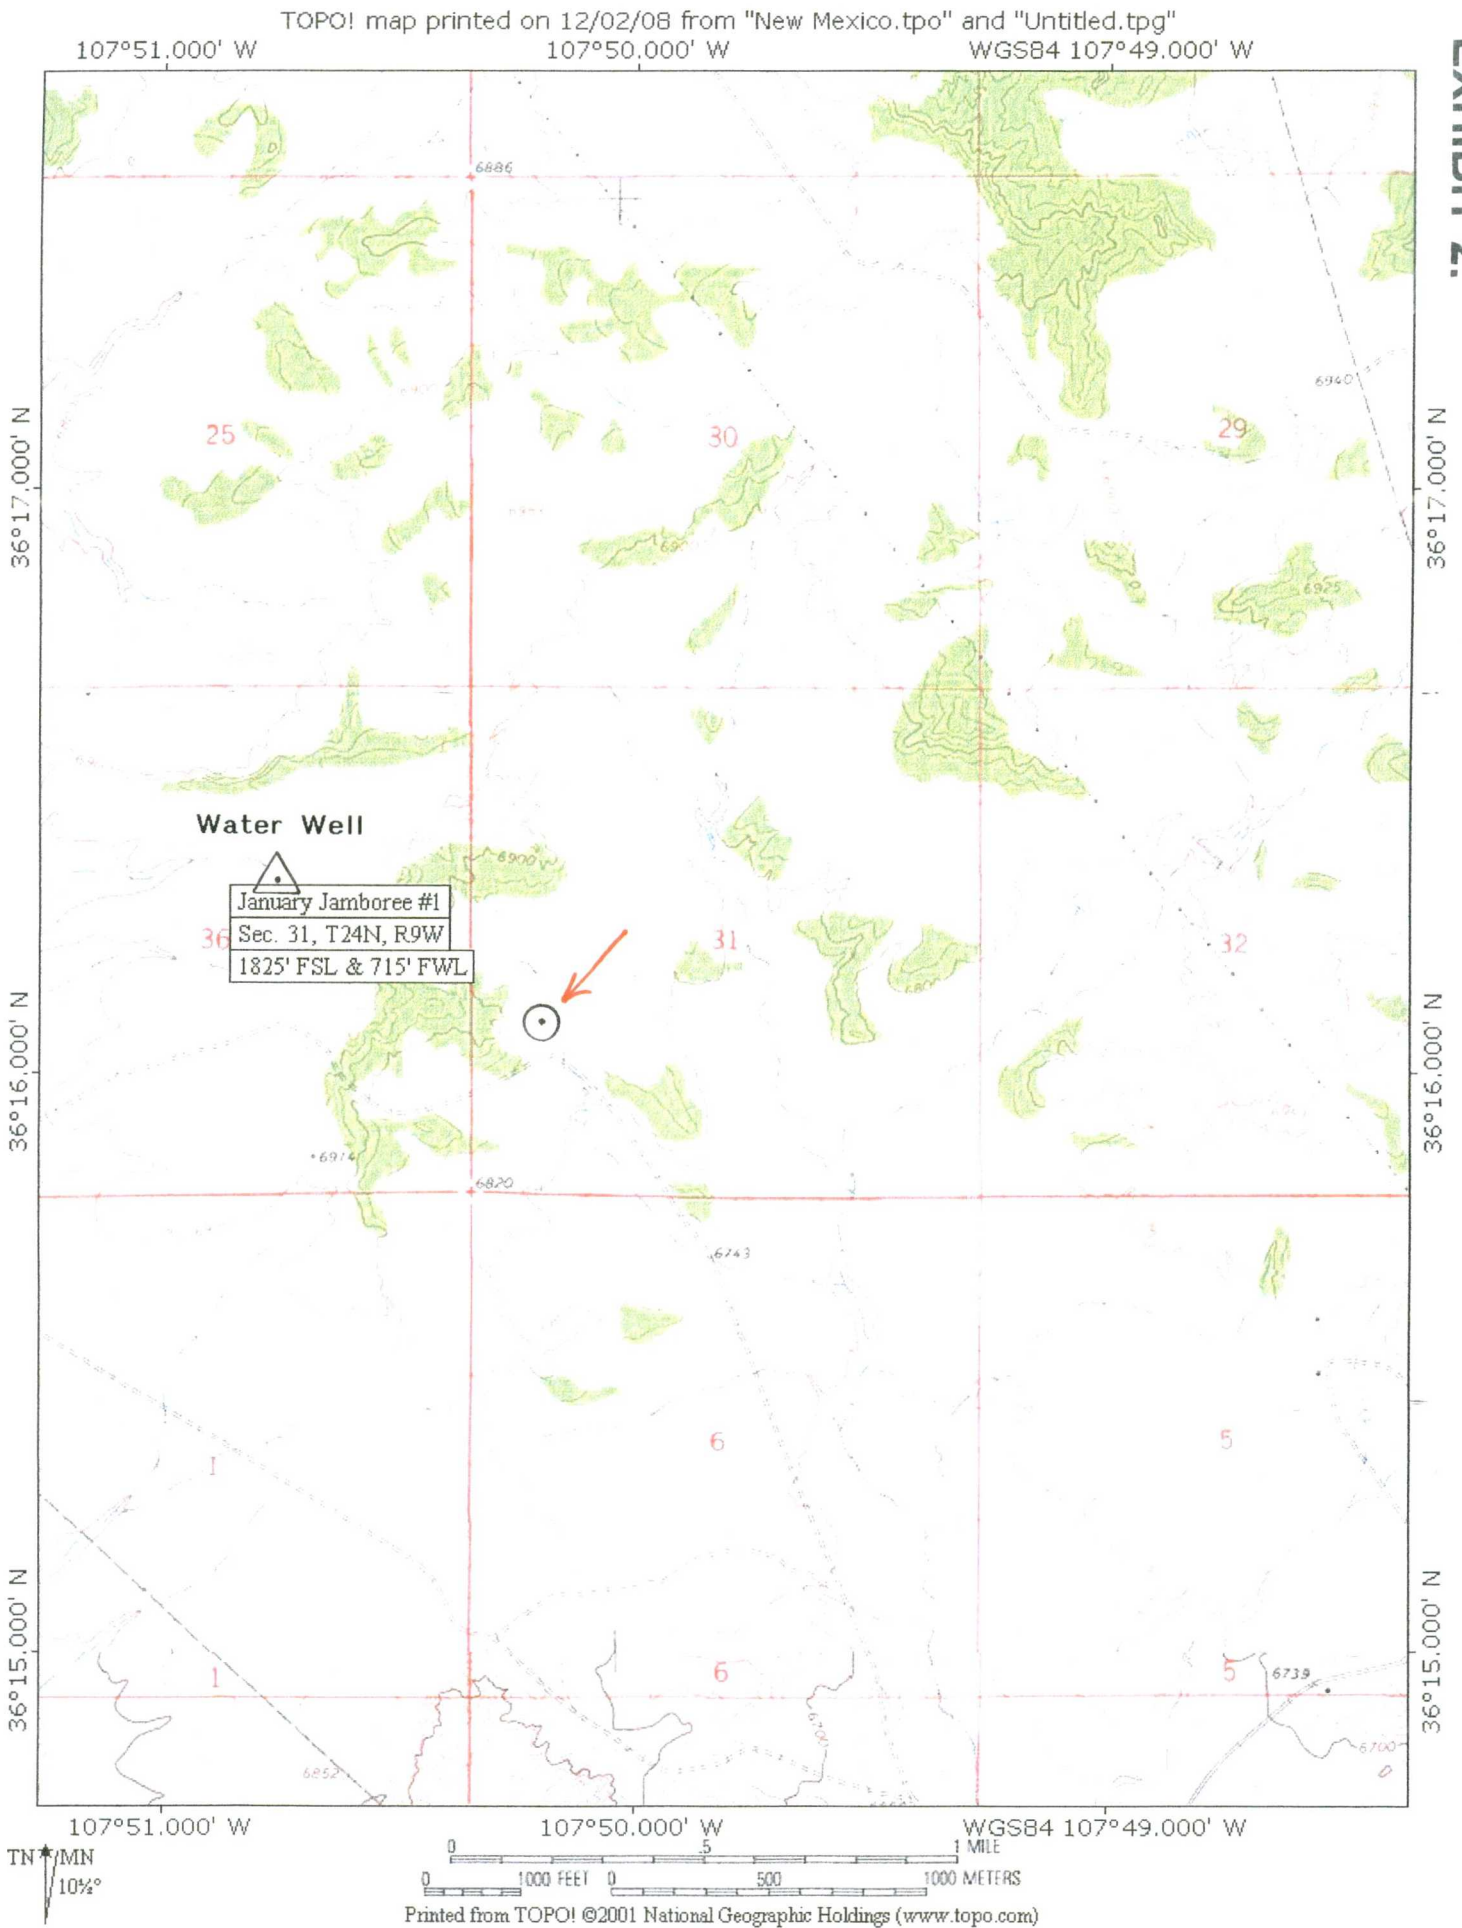 TOPO! map printed on 12/02/08 from "New Mexico.tpo" and "Untitled.tpg"
107°51.000' W 107°50.000' W WGS84 107°49.000' W
6886
6940
25 30 29
36°17.000' N 36°17.000' N
6925
Water Well
6900
January Jamboree #1
Sec. 31, T24N, R9W
1825' FSL & 715' FWL
36 31 32
6800
36°16.000' N 36°16.000' N
6974
6820
6743
6 5
1
36°15.000' N 36°15.000' N
1 6 5
6739
6700
6700
6852
107°51.000' W 107°50.000' W WGS84 107°49.000' W
TN MN
10½°
0 .5 1 MILE
0 1000 FEET 0 500 1000 METERS
Printed from TOPO! ©2001 National Geographic Holdings (www.topo.com)